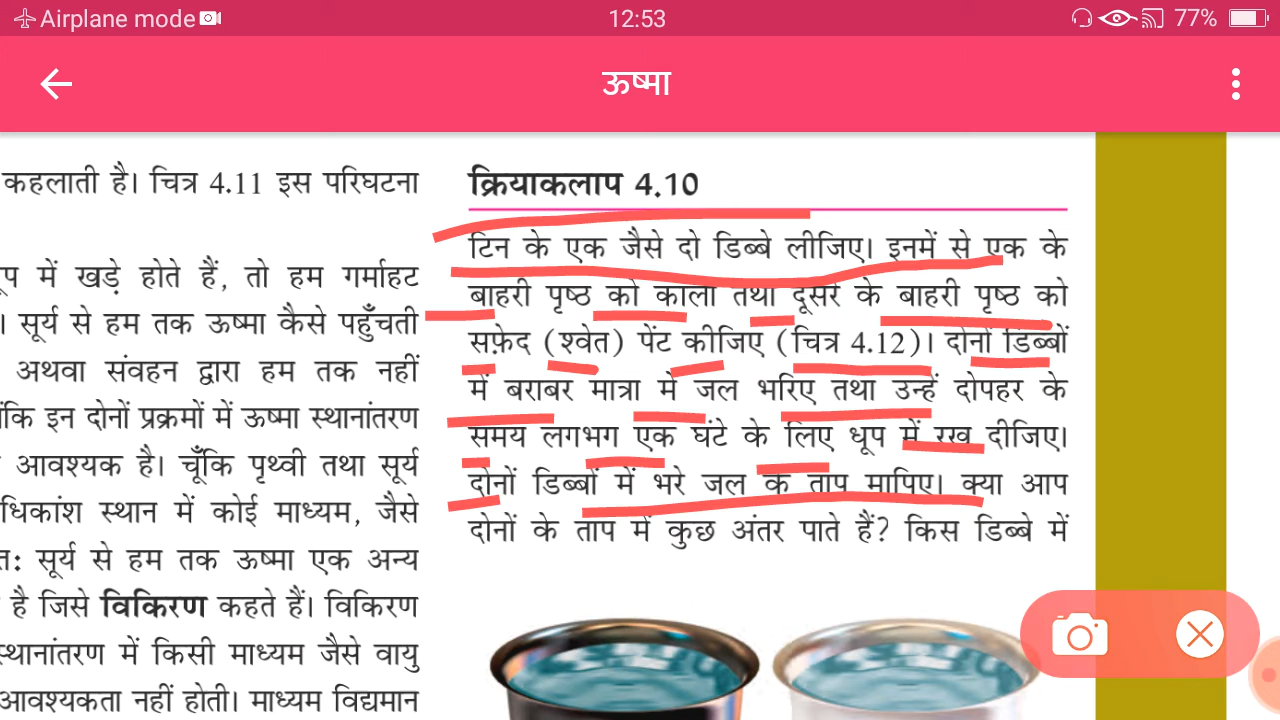 Airplane mode
12:53
77%
ऊष्मा
कहलाती है। चित्र 4.11 इस परिघटना
में खड़े होते हैं, तो हम गर्माहट
। सूर्य से हम तक ऊष्मा कैसे पहुँचती
अथवा संवहन द्वारा हम तक नहीं
इन दोनों प्रक्रमों में ऊष्मा स्थानांतरण
आवश्यक है। चूँकि पृथ्वी तथा सूर्य
स्थान में कोई माध्यम, जैसे
सूर्य से हम तक ऊष्मा एक अन्य
है जिसे विकिरण कहते हैं। विकिरण
में किसी माध्यम जैसे वायु
आवश्यकता नहीं होती। माध्यम विद्यमान
क्रियाकलाप 4.10
टिन के एक जैसे दो डिब्बे लीजिए। इनमें से एक के
बाहरी पृष्ठ को काला तथा दूसरे के बाहरी पृष्ठ को
सफ़ेद (श्वेत) पेंट कीजिए (चित्र 4.12)। दोनों डिब्बों
में बराबर मात्रा में जल भरिए तथा उन्हें दोपहर के
समय लगभग एक घंटे के लिए धूप में रख दीजिए।
दोनों डिब्बों में भरे जल के ताप मापिए। क्या आप
दोनों के ताप में कुछ अंतर पाते हैं? किस डिब्बे में